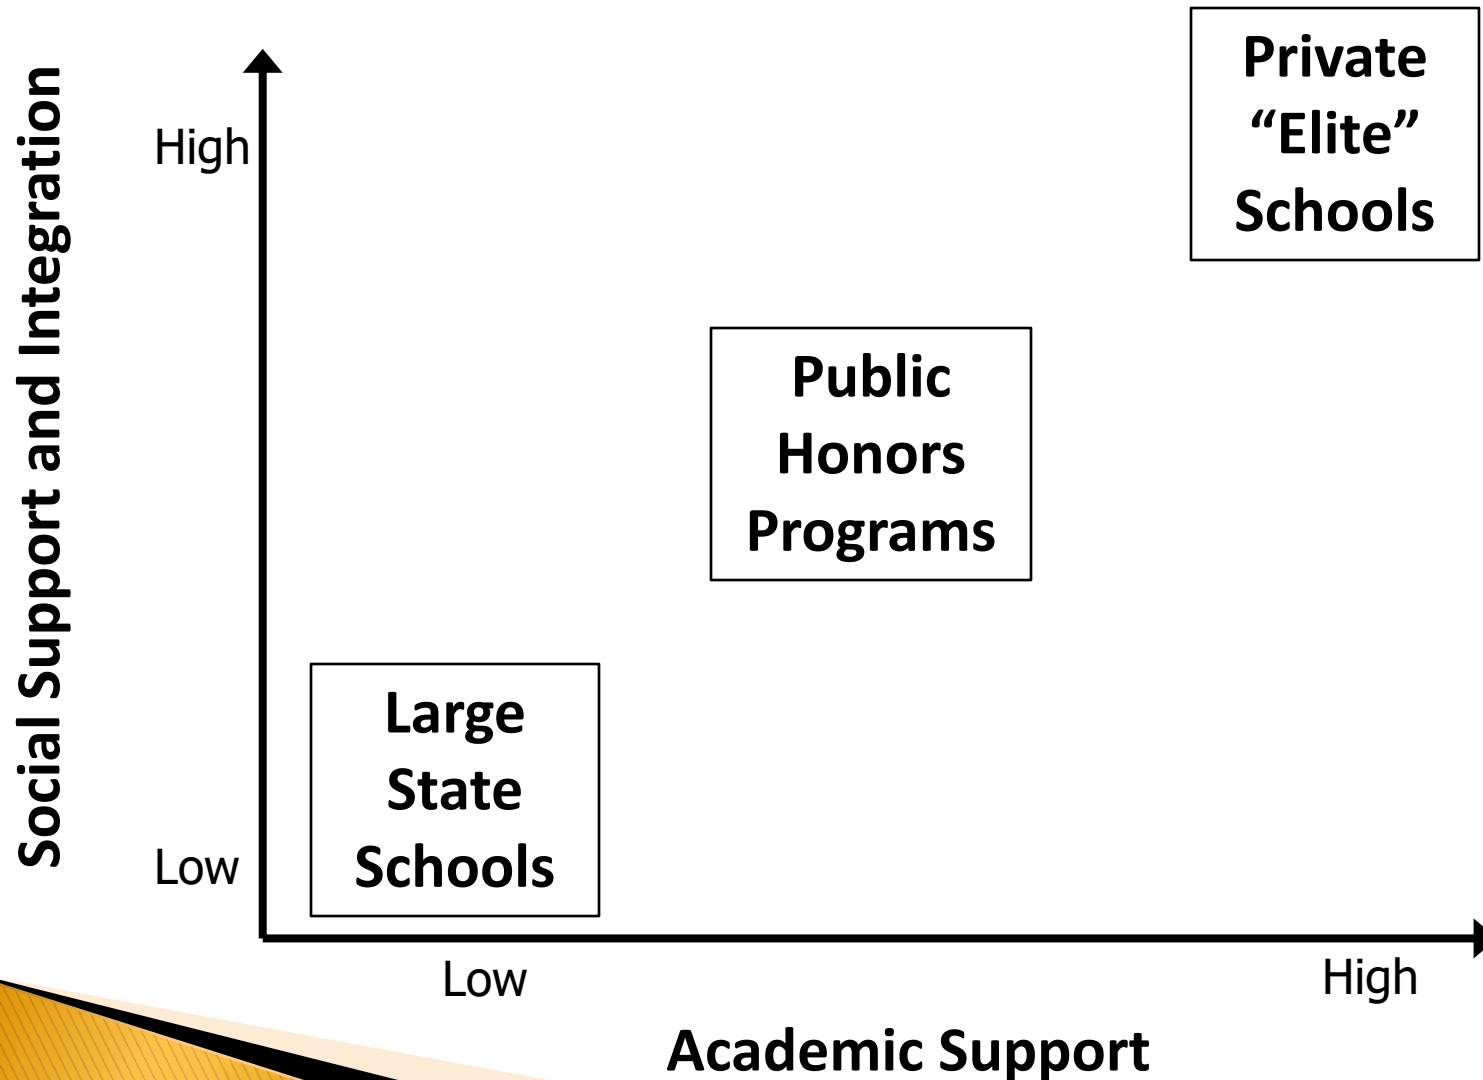 Social Support and Integration
High
Low
Private
“Elite”
Schools
Public
Honors
Programs
Large
State
Schools
Low
High
Academic Support